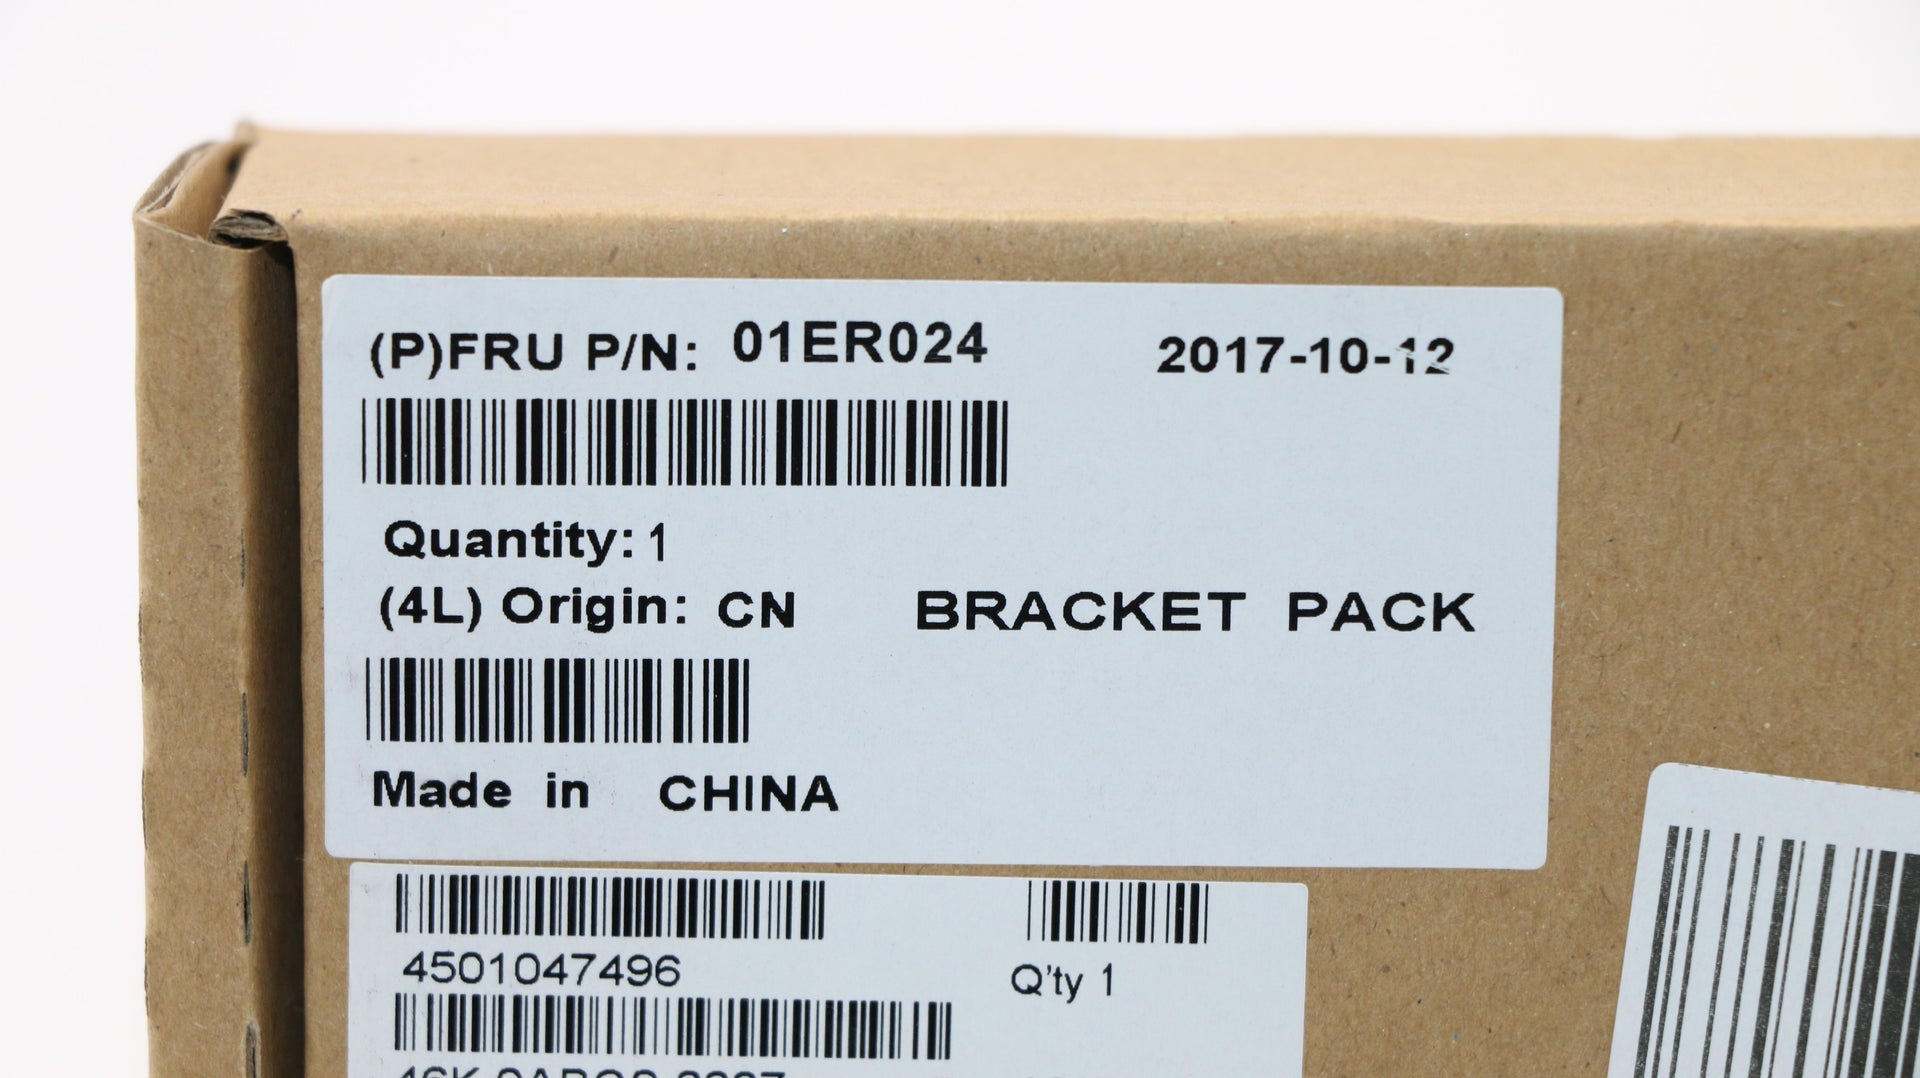 (P)FRU P/N: 01ER024 2017-10-12
Quantity: 1
(4L) Origin: CN BRACKET PACK
Made in CHINA
4501047496 Q'ty 1